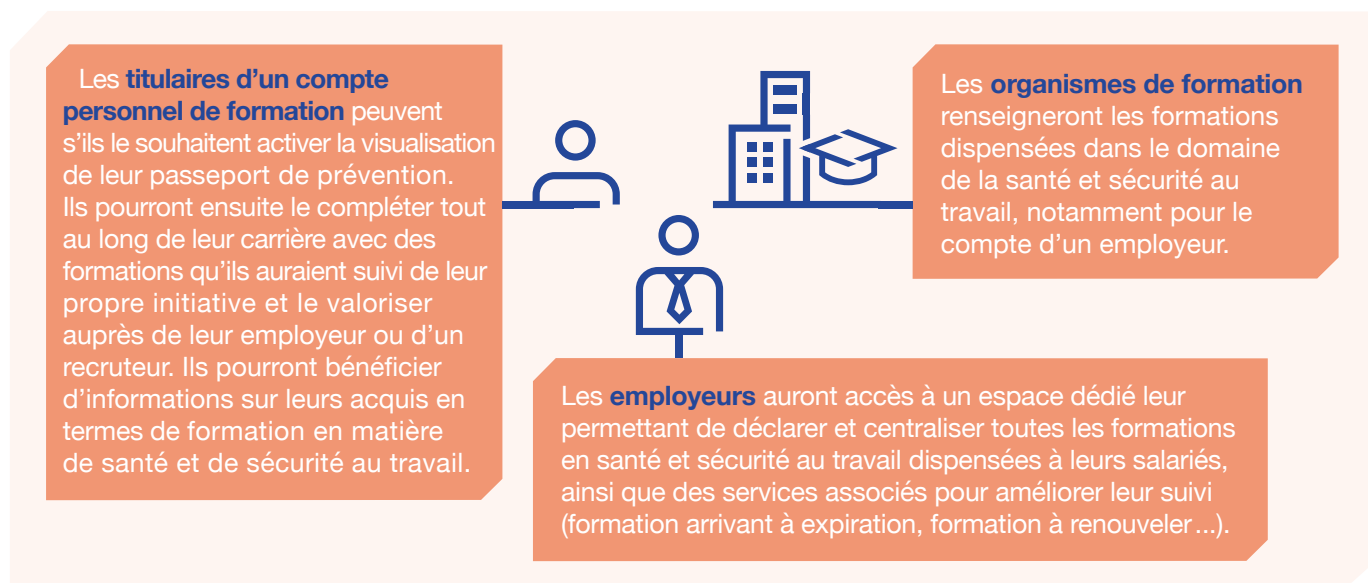 Les titulaires d'un compte
personnel de formation peuvent
s'ils le souhaitent activer la visualisation
de leur passeport de prévention.
Ils pourront ensuite le compléter tout
au long de leur carrière avec des
formations qu'ils auraient suivi de leur
propre initiative et le valoriser
auprès de leur employeur ou d'un
recruteur. Ils pourront bénéficier
d'informations sur leurs acquis en
termes de formation en matière
de santé et de sécurité au travail.
Les organismes de formation
renseigneront les formations
dispensées dans le domaine
de la santé et sécurité au
travail, notamment pour le
compte d'un employeur.
Les employeurs auront accès à un espace dédié leur
permettant de déclarer et centraliser toutes les formations
en santé et sécurité au travail dispensées à leurs salariés,
ainsi que des services associés pour améliorer leur suivi
(formation arrivant à expiration, formation à renouveler...).